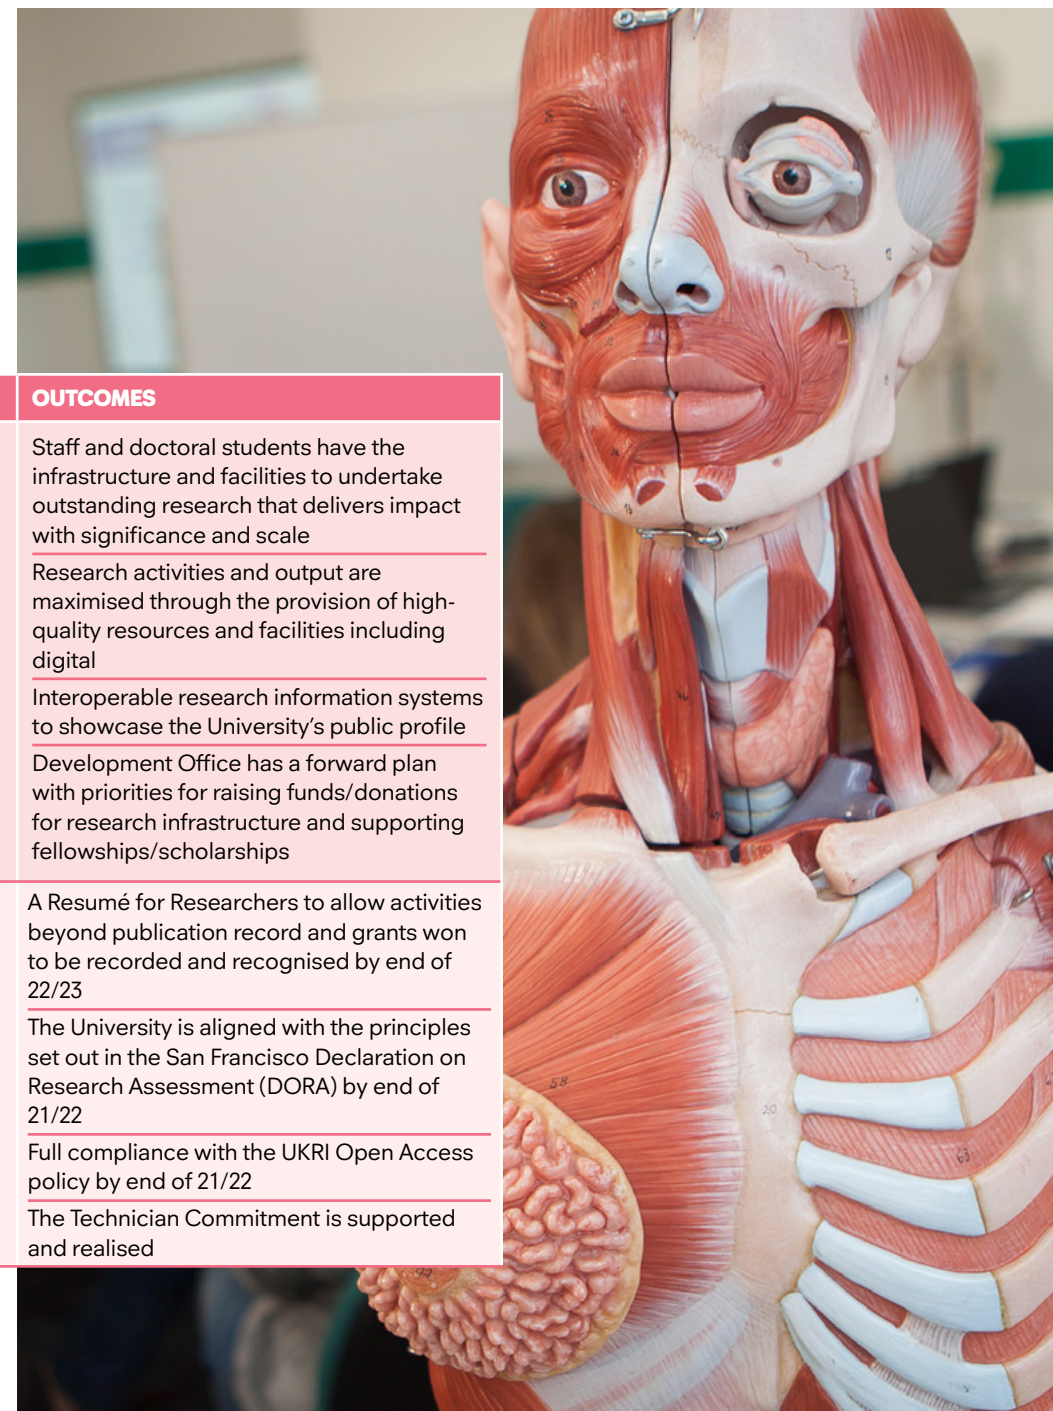 OUTCOMES
Staff and doctoral students have the
infrastructure and facilities to undertake
outstanding research that delivers impact
with significance and scale
Research activities and output are
maximised through the provision of high-
quality resources and facilities including
digital
Interoperable research information systems
to showcase the University’s public profile
Development Office has a forward plan
with priorities for raising funds/donations
for research infrastructure and supporting
fellowships/scholarships
A Resumé for Researchers to allow activities
beyond publication record and grants won
to be recorded and recognised by end of
22/23
The University is aligned with the principles
set out in the San Francisco Declaration on
Research Assessment (DORA) by end of
21/22
Full compliance with the UKRI Open Access
policy by end of 21/22
The Technician Commitment is supported
and realised
58
20
63